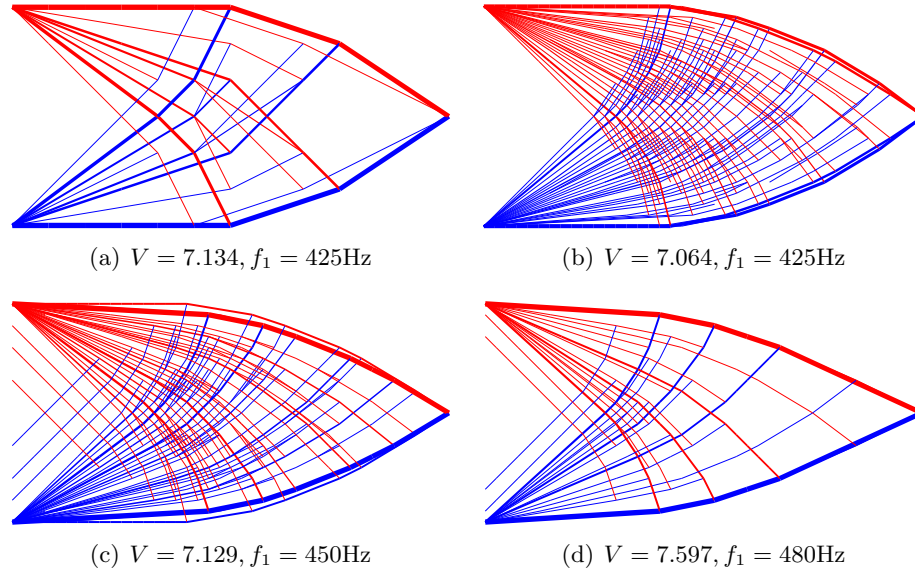 (a) V = 7.134, f₁ = 425Hz
(b) V = 7.064, f₁ = 425Hz
(c) V = 7.129, f₁ = 450Hz
(d) V = 7.597, f₁ = 480Hz